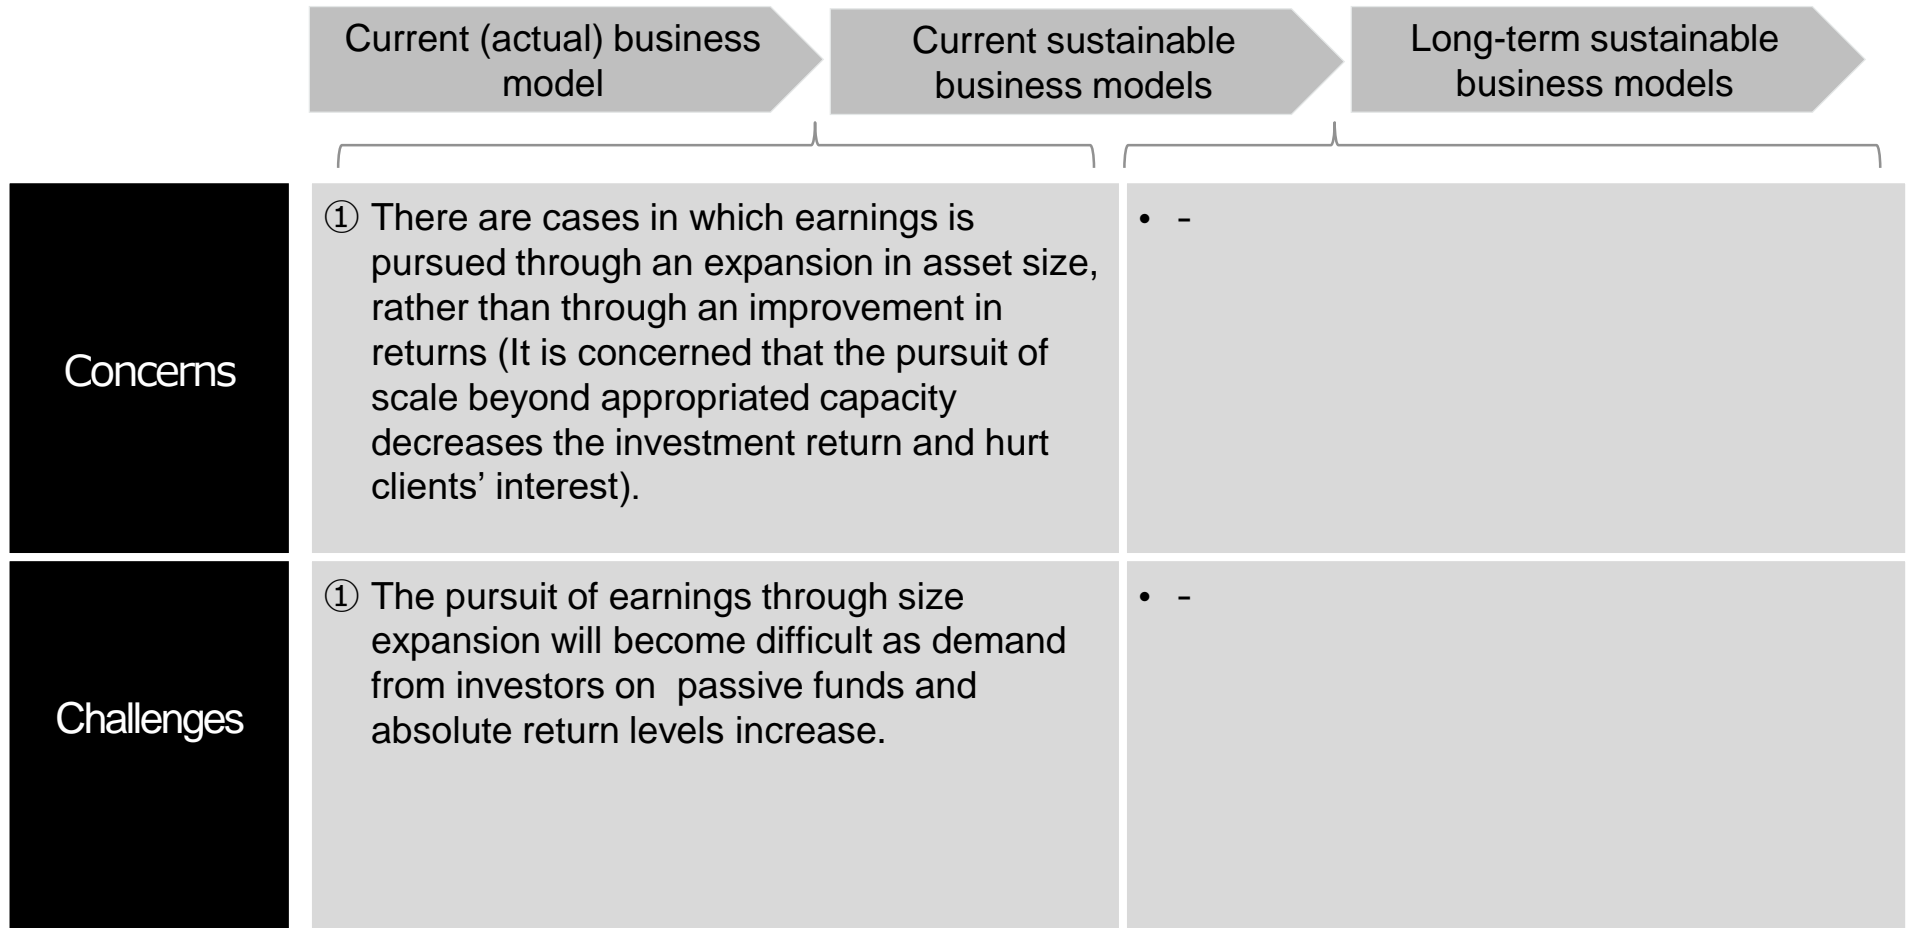 Current (actual) business
model
Current sustainable
business models
Long-term sustainable
business models
Concerns
① There are cases in which earnings is
pursued through an expansion in asset size,
rather than through an improvement in
returns (It is concerned that the pursuit of
scale beyond appropriated capacity
decreases the investment return and hurt
clients’ interest).
• -
Challenges
① The pursuit of earnings through size
expansion will become difficult as demand
from investors on  passive funds and
absolute return levels increase.
• -